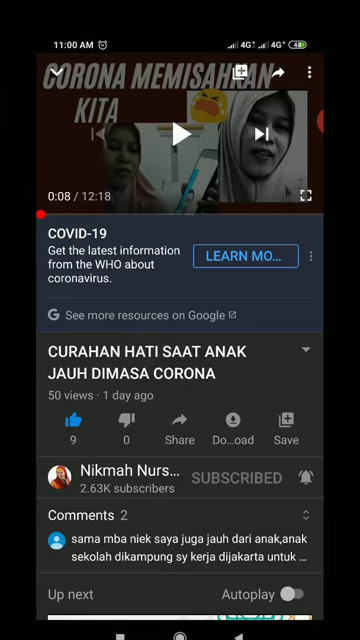 11:00 AM
4G+ 4G+ 48
CORONA MEMISAHKAN
KITA
0:08 / 12:18
COVID-19
Get the latest information
from the WHO about
coronavirus.
LEARN MO...
See more resources on Google
CURAHAN HATI SAAT ANAK
JAUH DIMASA CORONA
50 views · 1 day ago
9
0
Share
Do...oad
Save
Nikmah Nurs...
2.63K subscribers
SUBSCRIBED
Comments 2
sama mba niek saya juga jauh dari anak,anak
sekolah dikampung sy kerja dijakarta untuk ...
Up next
Autoplay